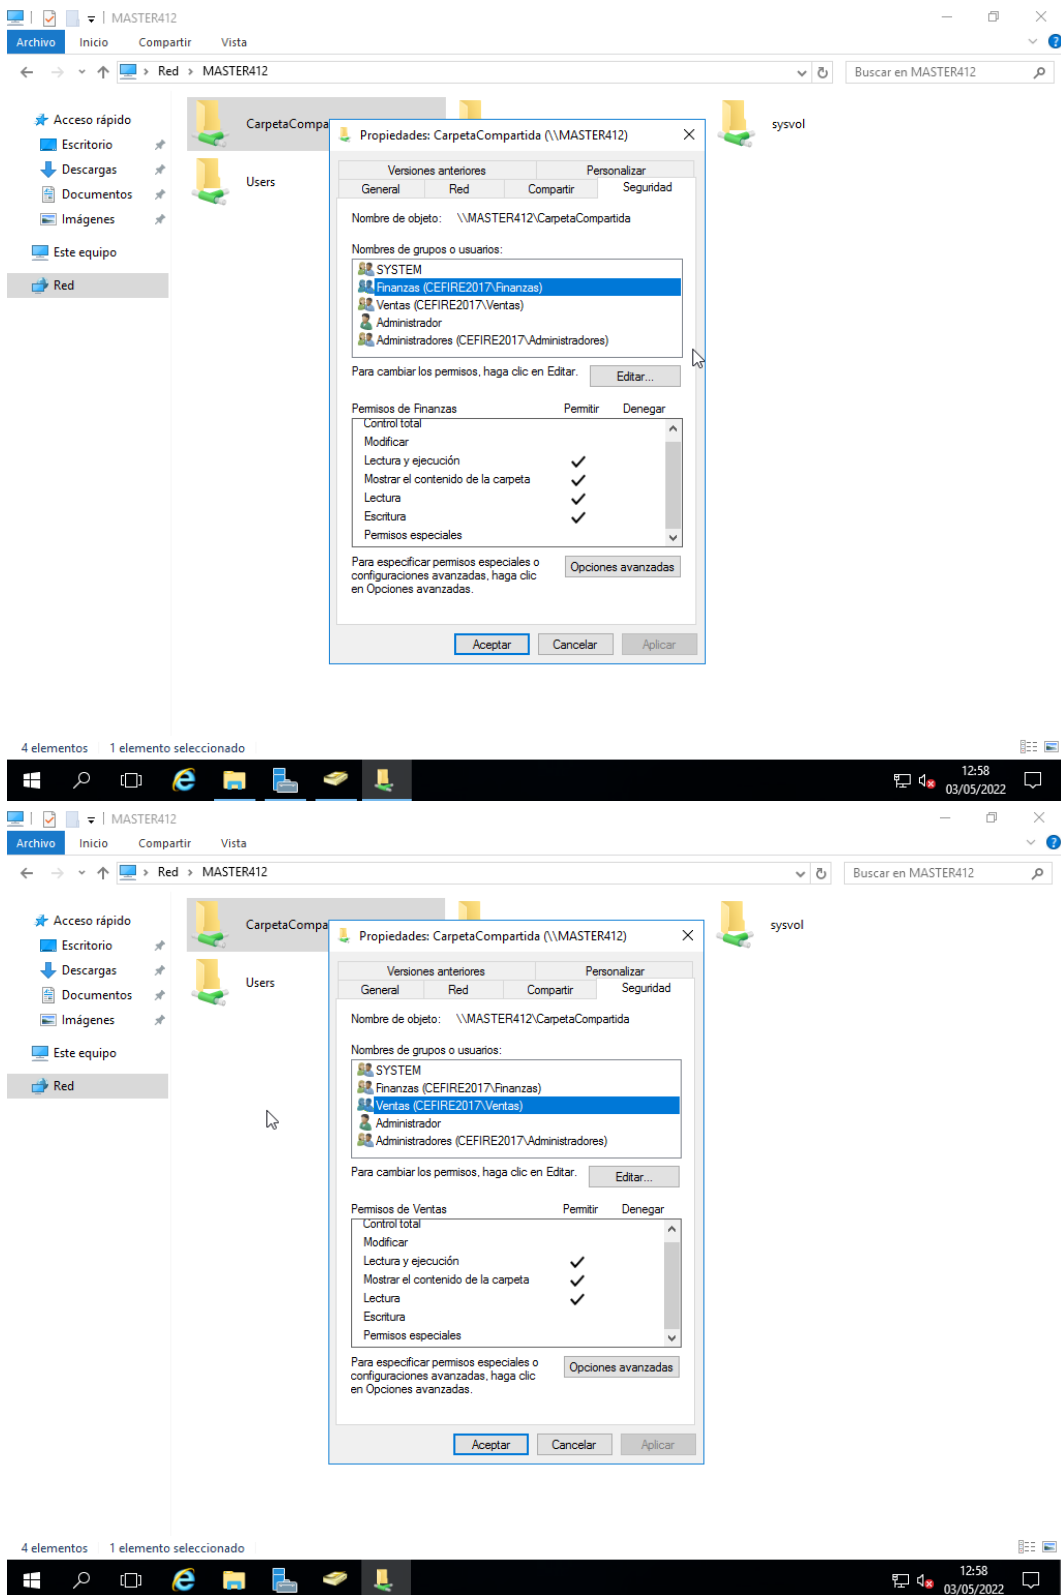 MASTER412
Archivo Inicio Compartir Vista
Red > MASTER412
Buscar en MASTER412
Acceso rápido
Escritorio
Descargas
Documentos
Imágenes
Este equipo
Red
CarpetaCompa
sysvol
Users
Propiedades: CarpetaCompartida (\\MASTER412)
Versiones anteriores Personalizar
General Red Compartir Seguridad
Nombre de objeto: \\MASTER412\CarpetaCompartida
Nombres de grupos o usuarios:
SYSTEM
Finanzas (CEFIRE2017\Finanzas)
Ventas (CEFIRE2017\Ventas)
Administrador
Administradores (CEFIRE2017\Administradores)
Para cambiar los permisos, haga clic en Editar.
Editar...
Permisos de Finanzas Permitir Denegar
Control total
Modificar
Lectura y ejecución
Mostrar el contenido de la carpeta
Lectura
Escritura
Permisos especiales
Para especificar permisos especiales o
configuraciones avanzadas, haga clic
en Opciones avanzadas.
Opciones avanzadas
Aceptar Cancelar Aplicar
4 elementos 1 elemento seleccionado
12:58
03/05/2022
MASTER412
Archivo Inicio Compartir Vista
Red > MASTER412
Buscar en MASTER412
Acceso rápido
Escritorio
Descargas
Documentos
Imágenes
Este equipo
Red
CarpetaCompa
sysvol
Users
Propiedades: CarpetaCompartida (\\MASTER412)
Versiones anteriores Personalizar
General Red Compartir Seguridad
Nombre de objeto: \\MASTER412\CarpetaCompartida
Nombres de grupos o usuarios:
SYSTEM
Finanzas (CEFIRE2017\Finanzas)
Ventas (CEFIRE2017\Ventas)
Administrador
Administradores (CEFIRE2017\Administradores)
Para cambiar los permisos, haga clic en Editar.
Editar...
Permisos de Ventas Permitir Denegar
Control total
Modificar
Lectura y ejecución
Mostrar el contenido de la carpeta
Lectura
Escritura
Permisos especiales
Para especificar permisos especiales o
configuraciones avanzadas, haga clic
en Opciones avanzadas.
Opciones avanzadas
Aceptar Cancelar Aplicar
4 elementos 1 elemento seleccionado
12:58
03/05/2022